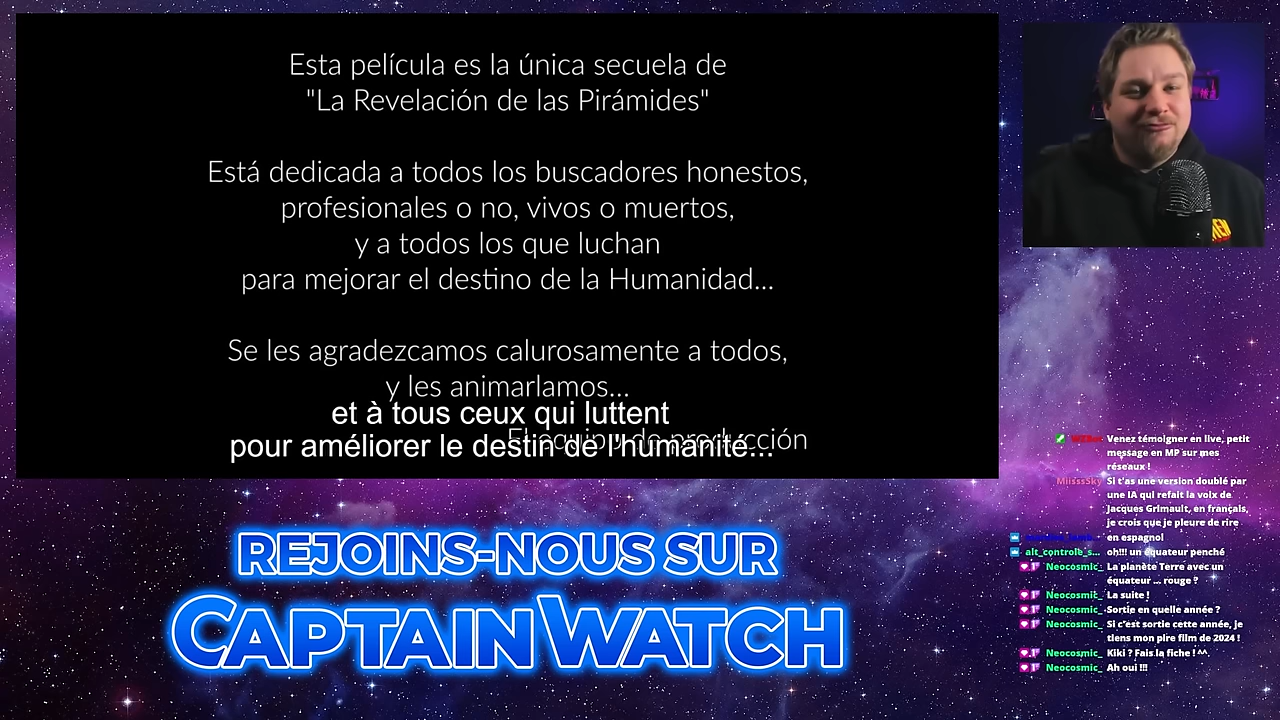 Esta película es la única secuela de
"La Revelación de las Pirámides"
Está dedicada a todos los buscadores honestos,
profesionales o no, vivos o muertos,
y a todos los que luchan
para mejorar el destino de la Humanidad...
Se les agradezcamos calurosamente a todos,
y les animarlamos...
El equipo de producción
et à tous ceux qui luttent
pour améliorer le destin de l'humanité...
REJOINS-NOUS SUR
CAPTAINWATCH
Venez témoigner en live, petit
message en MP sur mes
réseaux !
MiisssSky Si t'as une version doublé par
une IA qui refait la voix de
Jacques Grimault, en français,
je crois que je pleure de rire
en espagnol
alt_control6_s... oh!!! un équateur penché
Neocosmic_ La planète Terre avec un
équateur ... rouge ?
Neocosmic_ La suite !
Neocosmic_ Sortie en quelle année ?
Neocosmic_ Si c'est sortie cette année, je
tiens mon pire film de 2024 !
Neocosmic_ Kiki ? Fais la fiche ! ^^
Neocosmic_ Ah oui !!!